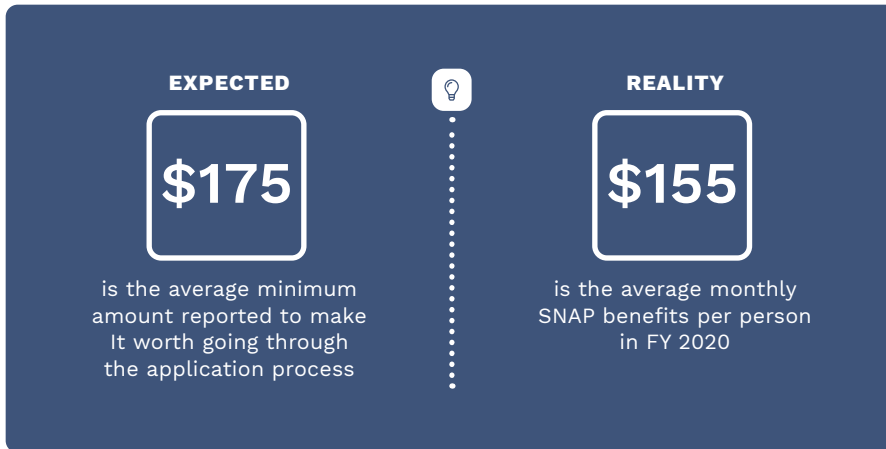 EXPECTED
$175
is the average minimum
amount reported to make
It worth going through
the application process
REALITY
$155
is the average monthly
SNAP benefits per person
in FY 2020